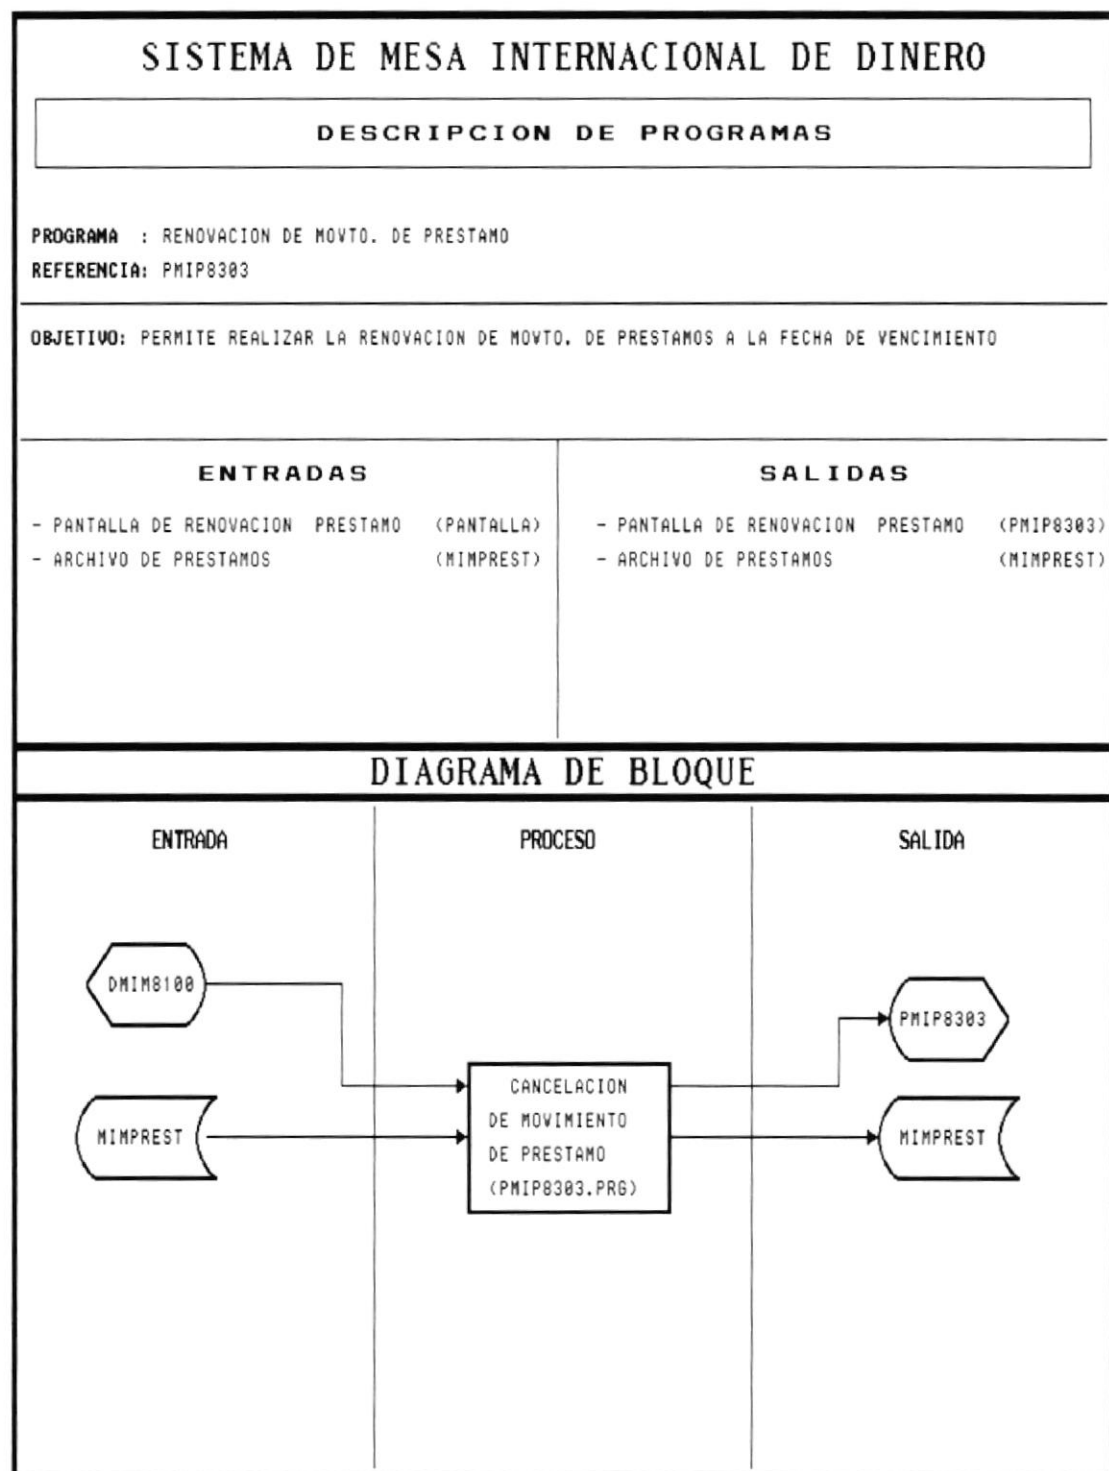 SISTEMA DE MESA INTERNACIONAL DE DINERO
DESCRIPCION DE PROGRAMAS
PROGRAMA : RENOVACION DE MOVTO. DE PRESTAMO
REFERENCIA: PMIP8303
OBJETIVO: PERMITE REALIZAR LA RENOVACION DE MOVTO. DE PRESTAMOS A LA FECHA DE VENCIMIENTO
ENTRADAS
- PANTALLA DE RENOVACION PRESTAMO (PANTALLA)
- ARCHIVO DE PRESTAMOS (MIMPREST)
SALIDAS
- PANTALLA DE RENOVACION PRESTAMO (PMIP8303)
- ARCHIVO DE PRESTAMOS (MIMPREST)
DIAGRAMA DE BLOQUE
ENTRADA
PROCESO
SALIDA
DMIM8100
MIMPREST
CANCELACION
DE MOVIMIENTO
DE PRESTAMO
(PMIP8303.PRG)
PMIP8303
MIMPREST